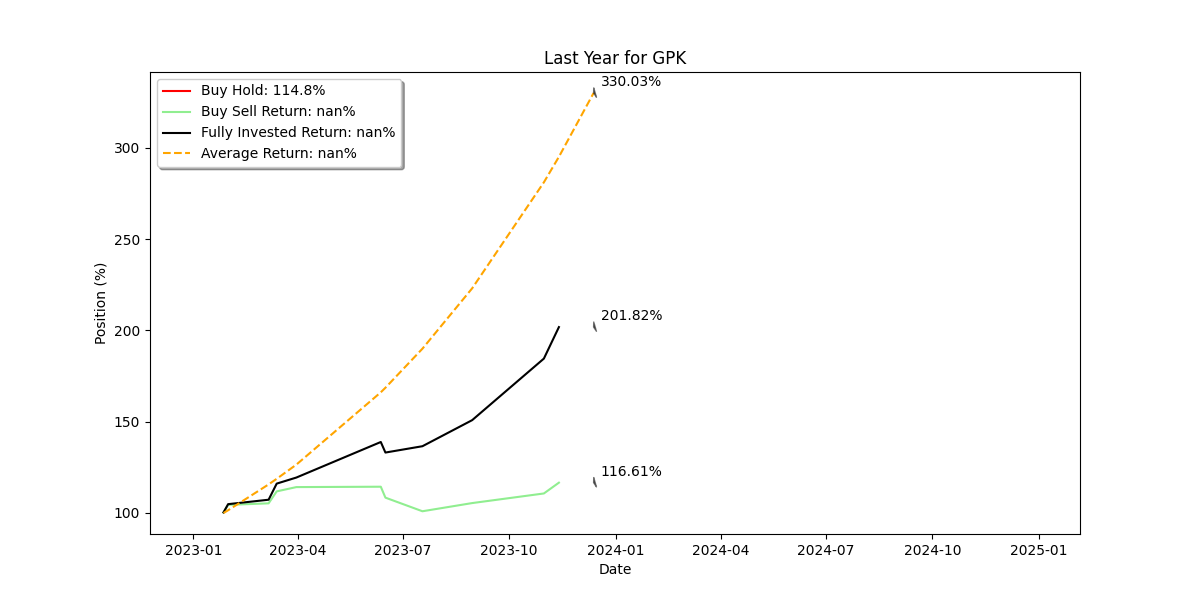 Last Year for GPK
Buy Hold: 114.8%
Buy Sell Return: nan%
Fully Invested Return: nan%
Average Return: nan%
330.03%
201.82%
116.61%
Position (%)
300
250
200
150
100
2023-01 2023-04 2023-07 2023-10 2024-01 2024-04 2024-07 2024-10 2025-01
Date